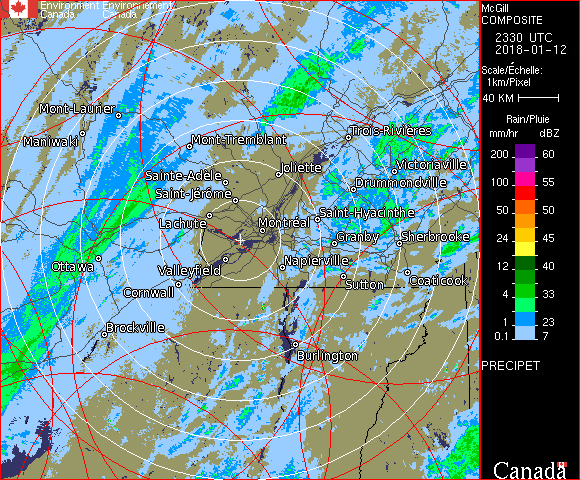 Environment Environnement
Canada Canada
McGill
COMPOSITE
2330 UTC
2018-01-12
Scale/Échelle:
1km/Pixel
40 KM
Rain/Pluie
mm/hr dBZ
200 60
150 57
100 55
50 50
24 45
12 40
4 33
1 23
0.1 7
PRECIPET
Canada
Mont-Laurier
Maniwaki
Mont-Tremblant
Trois-Rivières
Sainte-Adèle
Joliette
Victoriaville
Saint-Jérôme
Drummondville
Lachute
Montréal
Saint-Hyacinthe
Granby
Sherbrooke
Ottawa
Valleyfield
Napierville
Cornwall
Sutton
Coaticook
Brockville
Burlington